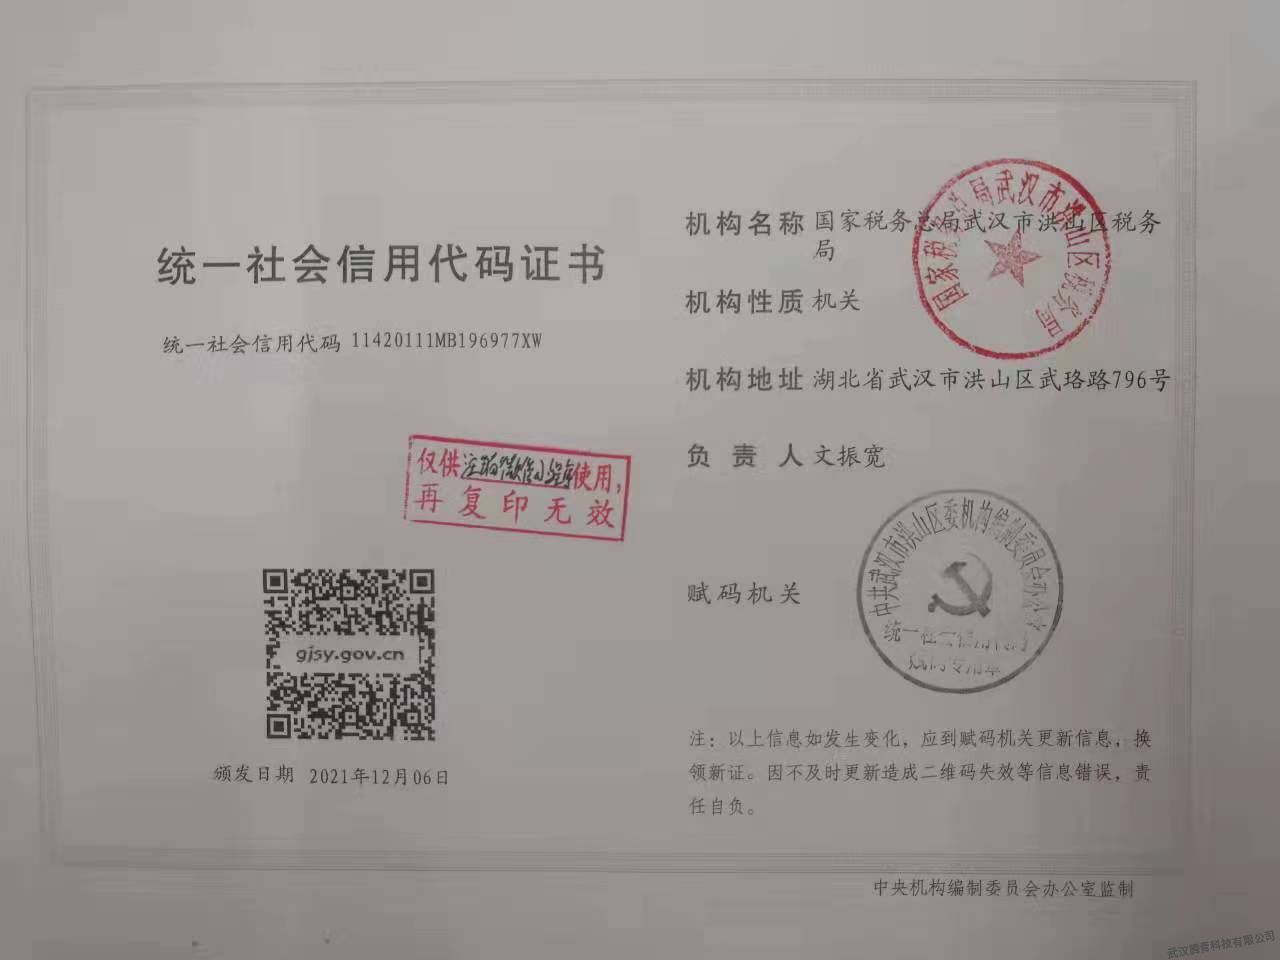 统一社会信用代码证书
统一社会信用代码 11420111MB196977XW
仅供注销微信小程序使用,
再复印无效
gjsy.gov.cn
颁发日期 2021年12月06日
机构名称 国家税务总局武汉市洪山区税务
局
国家税务总局武汉市洪山区税务局
机构性质 机关
机构地址 湖北省武汉市洪山区武珞路796号
负责人 文振宽
赋码机关
中共武汉市洪山区委机构编制委员会办公室
统一社会信用代码
赋码专用章
注：以上信息如发生变化，应到赋码机关更新信息，换
领新证。因不及时更新造成二维码失效等信息错误，责
任自负。
中央机构编制委员会办公室监制
武汉腾育科技有限公司